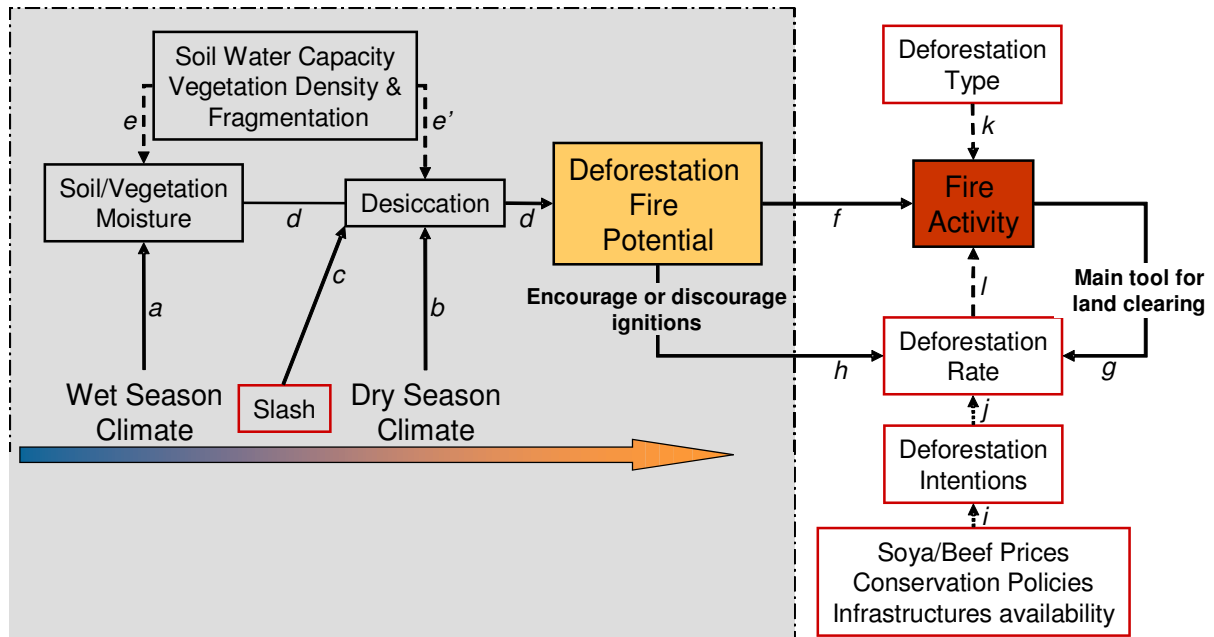 Soil Water Capacity
Vegetation Density &
Fragmentation
e
e’
Soil/Vegetation
Moisture
d
Desiccation
d
Deforestation
Fire
Potential
f
Deforestation
Type
k
Fire
Activity
a
c
b
Encourage or discourage
ignitions
l
Main tool for
land clearing
h
Deforestation
Rate
g
Wet Season
Climate
Slash
Dry Season
Climate
j
Deforestation
Intentions
i
Soya/Beef Prices
Conservation Policies
Infrastructures availability